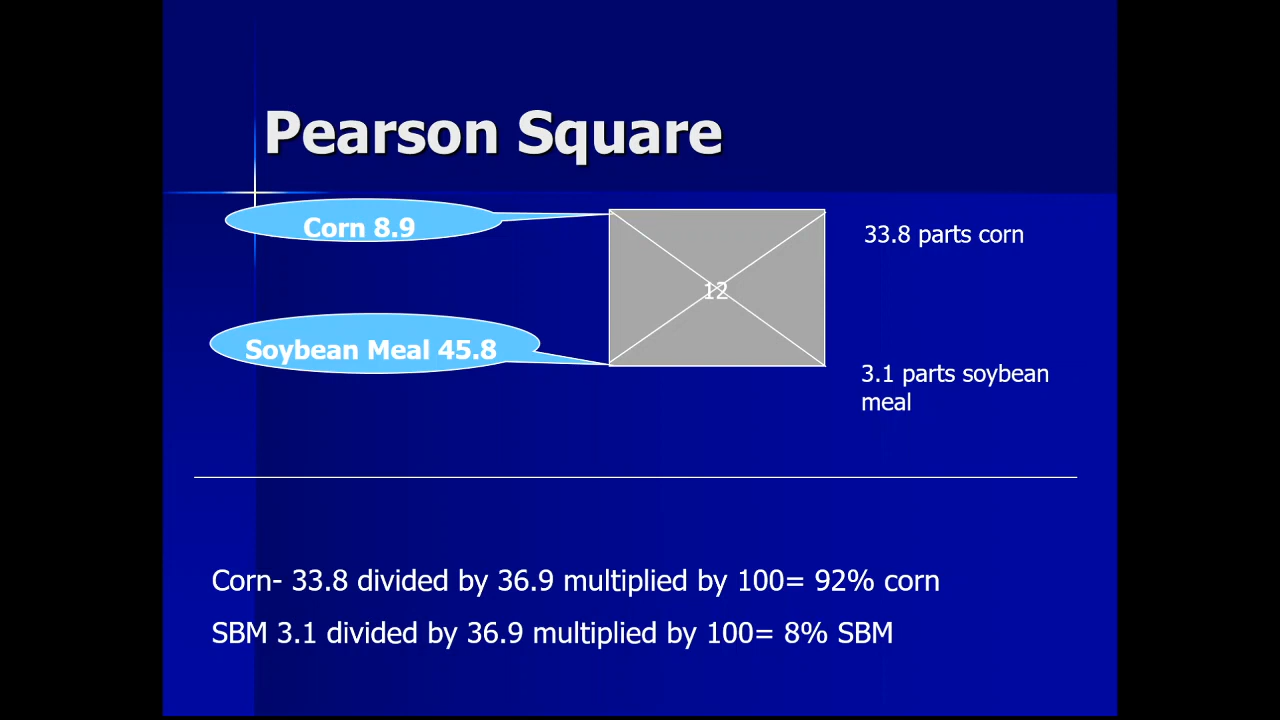 Pearson Square
Corn 8.9
33.8 parts corn
12
Soybean Meal 45.8
3.1 parts soybean
meal
Corn- 33.8 divided by 36.9 multiplied by 100= 92% corn
SBM 3.1 divided by 36.9 multiplied by 100= 8% SBM